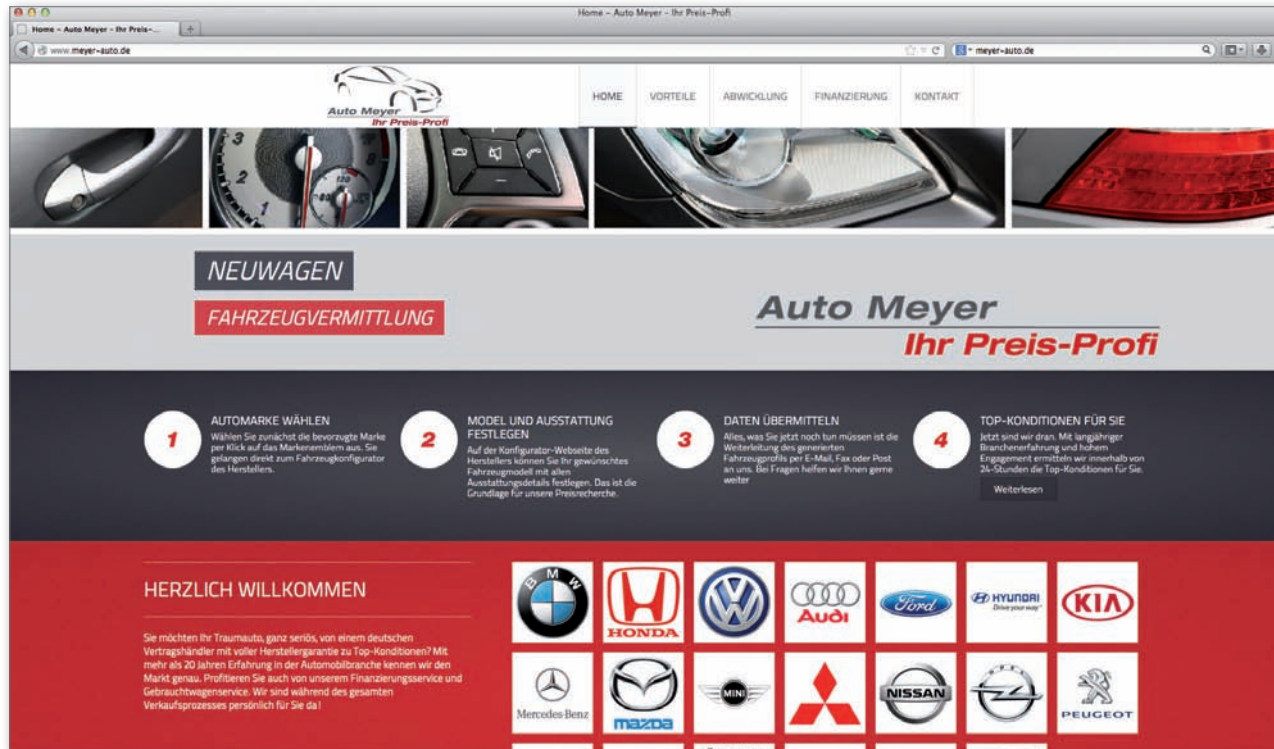 Home – Auto Meyer – Ihr Preis-Profi
Home – Auto Meyer – Ihr Preis-...
www.meyer-auto.de
meyer-auto.de
Auto Meyer
Ihr Preis-Profi
HOME VORTEILE ABWICKLUNG FINANZIERUNG KONTAKT
NEUWAGEN
FAHRZEUGVERMITTLUNG
Auto Meyer
Ihr Preis-Profi
1
AUTOMARKE WÄHLEN
Wählen Sie zunächst die bevorzugte Marke
per Klick auf das Markenemblem aus. Sie
gelangen direkt zum Fahrzeugkonfigurator
des Herstellers.
2
MODEL UND AUSSTATTUNG
FESTLEGEN
Auf der Konfigurator-Webseite des
Herstellers können Sie Ihr gewünschtes
Fahrzeugmodell mit allen
Ausstattungsdetails festlegen. Das ist die
Grundlage für unsere Preisrecherche.
3
DATEN ÜBERMITTELN
Alles, was Sie jetzt noch tun müssen ist die
Weiterleitung des generierten
Fahrzeugprofils per E-Mail, Fax oder Post
an uns. Bei Fragen helfen wir Ihnen gerne
weiter
4
TOP-KONDITIONEN FÜR SIE
Jetzt sind wir dran. Mit langjähriger
Branchenerfahrung und hohem
Engagement ermitteln wir innerhalb von
24-Stunden die Top-Konditionen für Sie.
Weiterlesen
HERZLICH WILLKOMMEN
Sie möchten Ihr Traumauto, ganz seriös, von einem deutschen
Vertragshändler mit voller Herstellergarantie zu Top-Konditionen? Mit
mehr als 20 Jahren Erfahrung in der Automobilbranche kennen wir den
Markt genau. Profitieren Sie auch von unserem Finanzierungsservice und
Gebrauchtwagenservice. Wir sind während des gesamten
Verkaufsprozesses persönlich für Sie da!
BMW
HONDA
VW
Audi
Ford
HYUNDAI
Drive your way
KIA
Mercedes-Benz
mazda
MINI
NISSAN
PEUGEOT